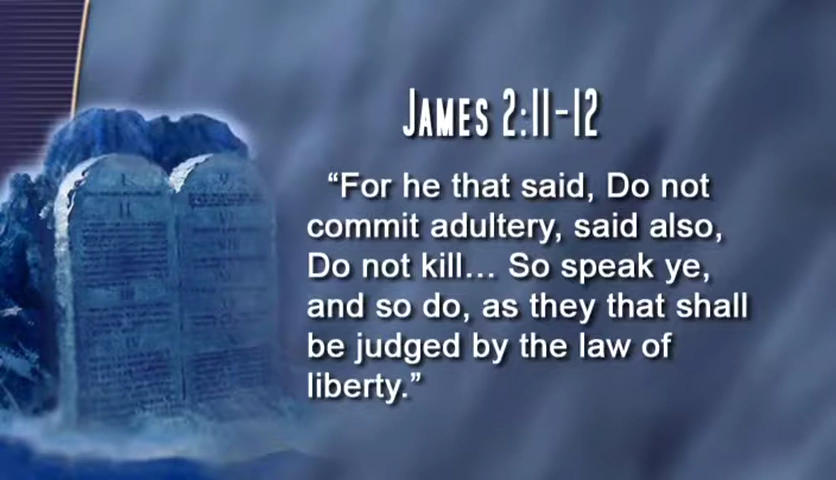 JAMES 2:11-12
“For he that said, Do not
commit adultery, said also,
Do not kill... So speak ye,
and so do, as they that shall
be judged by the law of
liberty.”